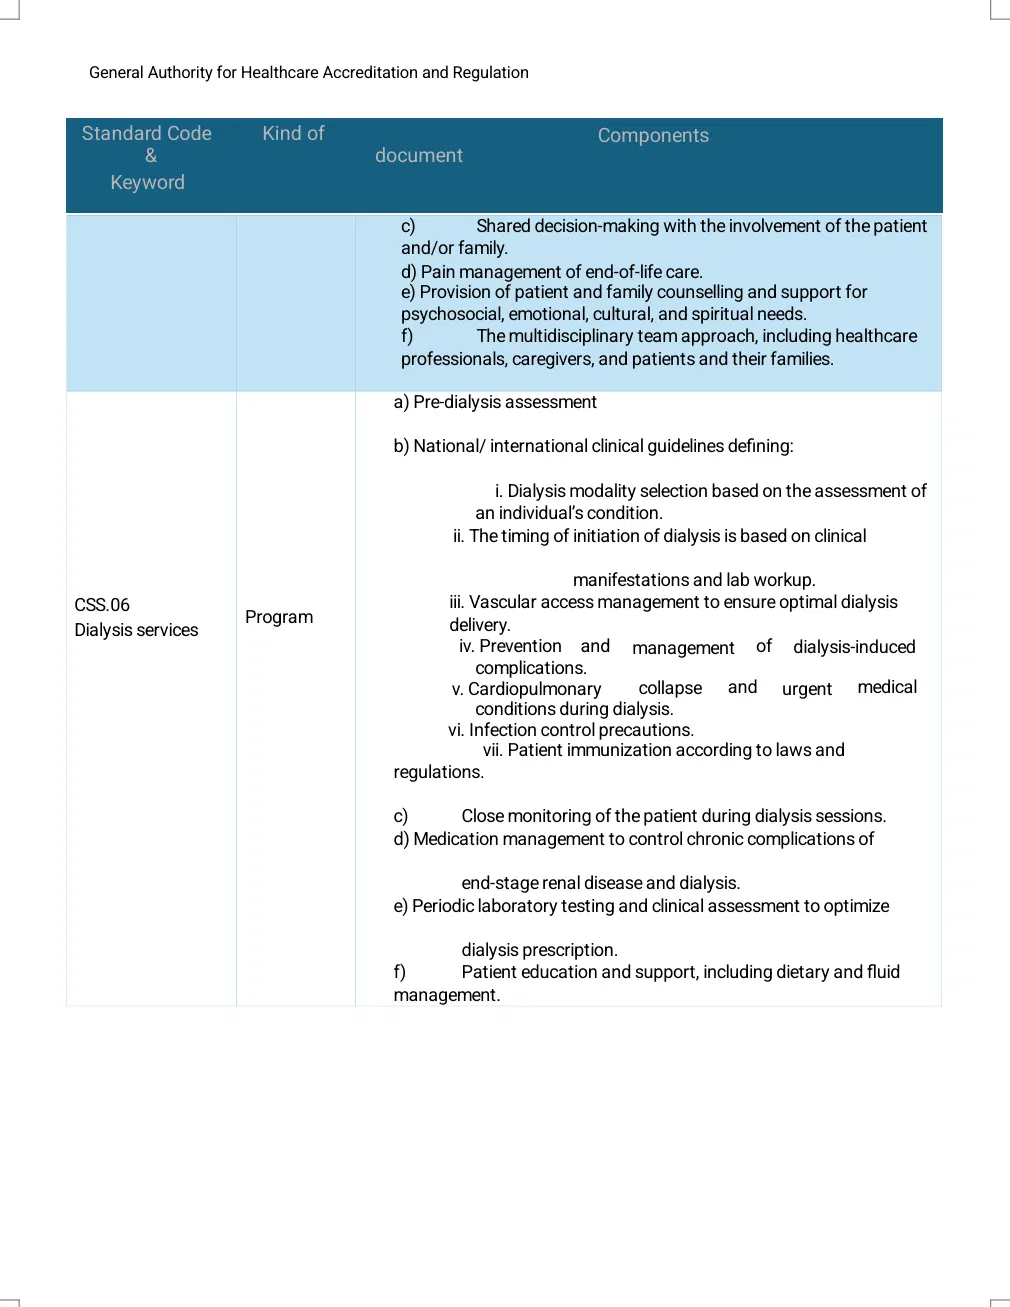 General Authority for Healthcare Accreditation and Regulation
Standard Code
&
Keyword
Kind of
document
Components
c) Shared decision-making with the involvement of the patient
and/or family.
d) Pain management of end-of-life care.
e) Provision of patient and family counselling and support for
psychosocial, emotional, cultural, and spiritual needs.
f) The multidisciplinary team approach, including healthcare
professionals, caregivers, and patients and their families.
CSS.06
Dialysis services
Program
a) Pre-dialysis assessment
b) National/ international clinical guidelines defining:
i. Dialysis modality selection based on the assessment of
an individual’s condition.
ii. The timing of initiation of dialysis is based on clinical
manifestations and lab workup.
iii. Vascular access management to ensure optimal dialysis
delivery.
iv. Prevention and management of dialysis-induced
complications.
v. Cardiopulmonary collapse and urgent medical
conditions during dialysis.
vi. Infection control precautions.
vii. Patient immunization according to laws and
regulations.
c) Close monitoring of the patient during dialysis sessions.
d) Medication management to control chronic complications of
end-stage renal disease and dialysis.
e) Periodic laboratory testing and clinical assessment to optimize
dialysis prescription.
f) Patient education and support, including dietary and fluid
management.